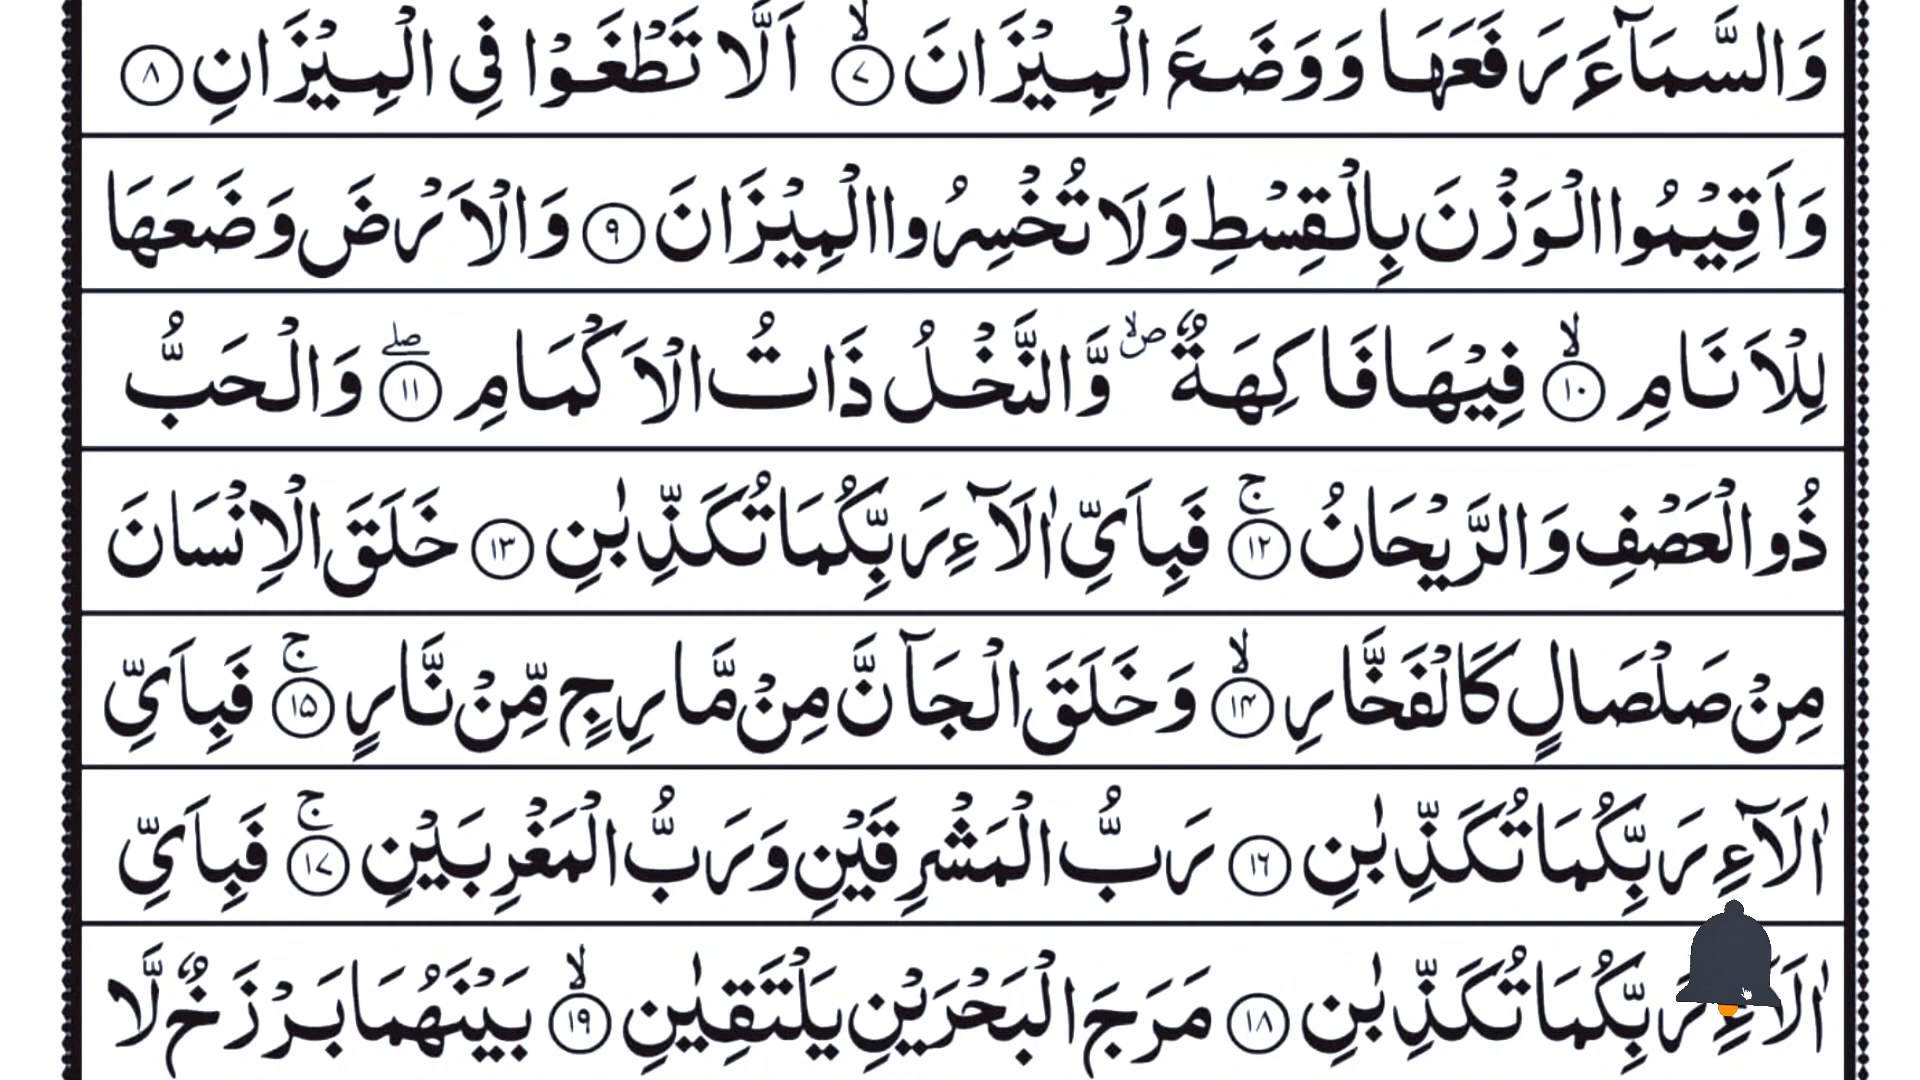 وَالسَّمَآءَ رَفَعَهَا وَوَضَعَ الْمِيْزَانَ ۙ‏﴿۷﴾ اَلَّا تَطْغَوْا فِى الْمِيْزَانِ ﴿۸﴾
وَاَقِيْمُوا الْوَزْنَ بِالْقِسْطِ وَلَا تُخْسِرُوا الْمِيْزَانَ ﴿۹﴾ وَالْاَرْضَ وَضَعَهَا
لِلْاَنَامِ ۙ‏﴿۱۰﴾ فِيْهَا فَاكِهَةٌ ۙۖ وَّالنَّخْلُ ذَاتُ الْاَكْمَامِ ۖ‏﴿۱۱﴾ وَالْحَبُّ
ذُو الْعَصْفِ وَالرَّيْحَانُ ۚ‏﴿۱۲﴾ فَبِاَىِّ اٰلَآءِ رَبِّكُمَا تُكَذِّبٰنِ ﴿۱۳﴾ خَلَقَ الْاِنْسَانَ
مِنْ صَلْصَالٍ كَالْفَخَّارِ ۙ‏﴿۱۴﴾ وَخَلَقَ الْجَآنَّ مِنْ مَّارِجٍ مِّنْ نَّارٍ ۚ‏﴿۱۵﴾ فَبِاَىِّ
اٰلَآءِ رَبِّكُمَا تُكَذِّبٰنِ ﴿۱۶﴾ رَبُّ الْمَشْرِقَيْنِ وَرَبُّ الْمَغْرِبَيْنِ ۚ‏﴿۱۷﴾ فَبِاَىِّ
اٰلَآءِ رَبِّكُمَا تُكَذِّبٰنِ ﴿۱۸﴾ مَرَجَ الْبَحْرَيْنِ يَلْتَقِيٰنِ ۙ‏﴿۱۹﴾ بَيْنَهُمَا بَرْزَخٌ لَّا